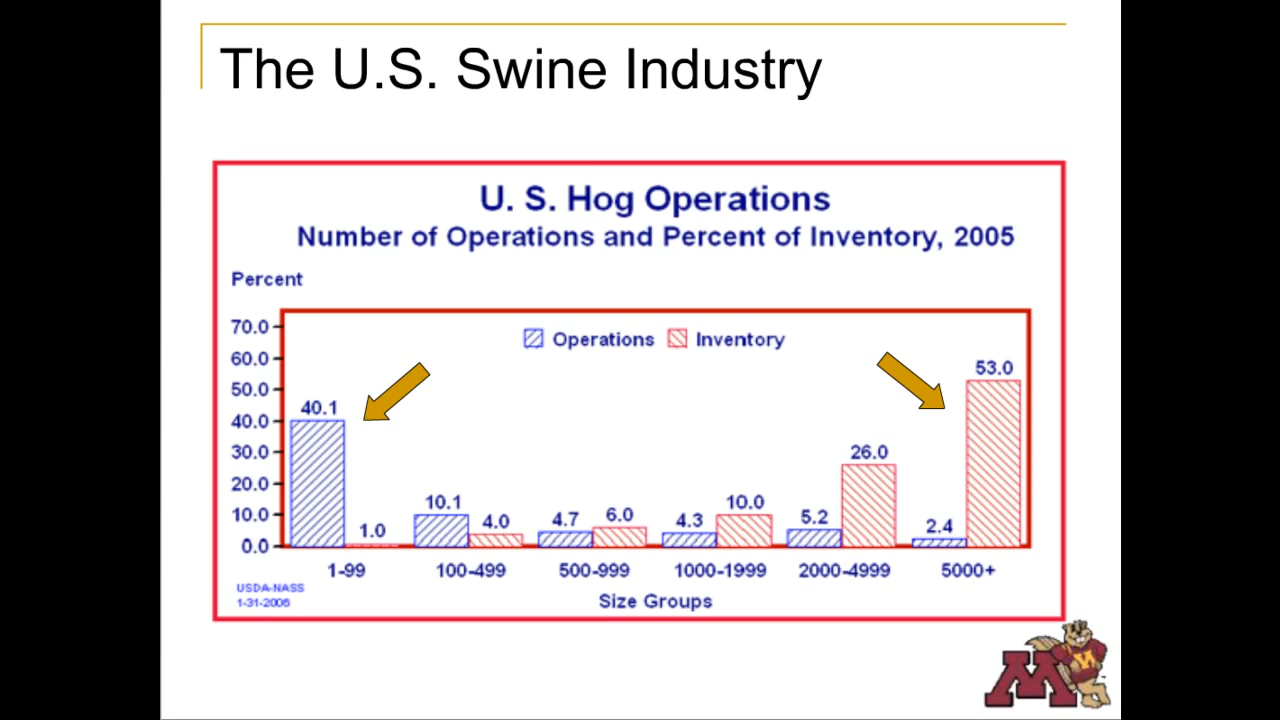 The U.S. Swine Industry
U. S. Hog Operations
Number of Operations and Percent of Inventory, 2005
Percent
Operations Inventory
70.0
60.0
50.0
40.0
30.0
20.0
10.0
0.0
40.1
1.0
10.1
4.0
4.7
6.0
4.3
10.0
5.2
26.0
2.4
53.0
1-99 100-499 500-999 1000-1999 2000-4999 5000+
Size Groups
USDA-NASS
1-31-2006
M